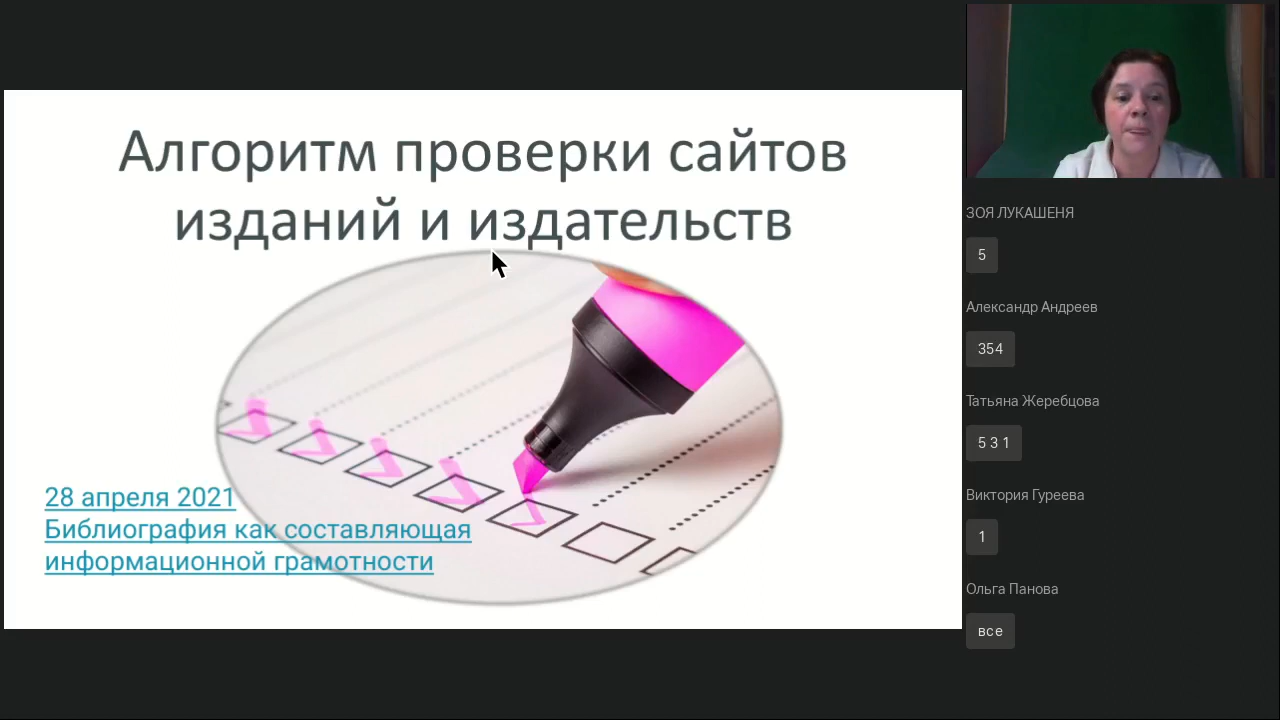 Алгоритм проверки сайтов
изданий и издательств
28 апреля 2021
Библиография как составляющая
информационной грамотности
ЗОЯ ЛУКАШЕНЯ
5
Александр Андреев
354
Татьяна Жеребцова
5 3 1
Виктория Гуреева
1
Ольга Панова
все